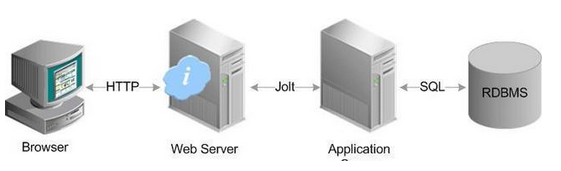 HTTP
Jolt
SQL
RDBMS
i
Browser
Web Server
Application